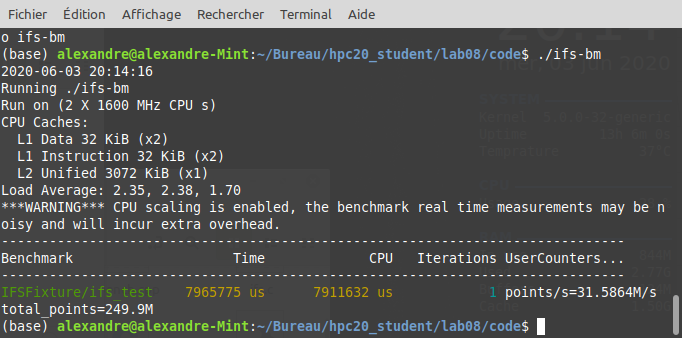 Fichier Édition Affichage Rechercher Terminal Aide
o ifs-bm
(base) alexandre@alexandre-Mint:~/Bureau/hpc20_student/lab08/code$ ./ifs-bm
2020-06-03 20:14:16
Running ./ifs-bm
Run on (2 X 1600 MHz CPU s)
CPU Caches:
  L1 Data 32 KiB (x2)
  L1 Instruction 32 KiB (x2)
  L2 Unified 3072 KiB (x1)
Load Average: 2.35, 2.38, 1.70
***WARNING*** CPU scaling is enabled, the benchmark real time measurements may be n
oisy and will incur extra overhead.
--------------------------------------------------------------------------------
Benchmark                      Time             CPU   Iterations UserCounters...
--------------------------------------------------------------------------------
IFSFixture/ifs_test    7965775 us      7911632 us            1 points/s=31.5864M/s
total_points=249.9M
(base) alexandre@alexandre-Mint:~/Bureau/hpc20_student/lab08/code$